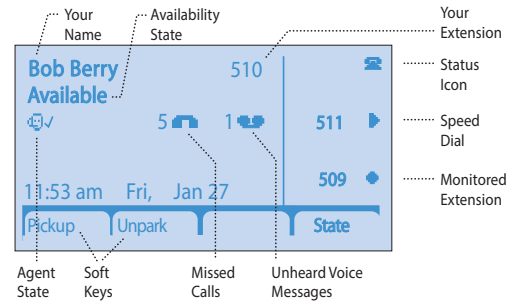 Your
Name
Availability
State
Your
Extension
Bob Berry
510
Available
Status
Icon
5
1
511
Speed
Dial
509
Monitored
Extension
11:53 am Fri, Jan 27
Pickup
Unpark
State
Agent
State
Soft
Keys
Missed
Calls
Unheard Voice
Messages